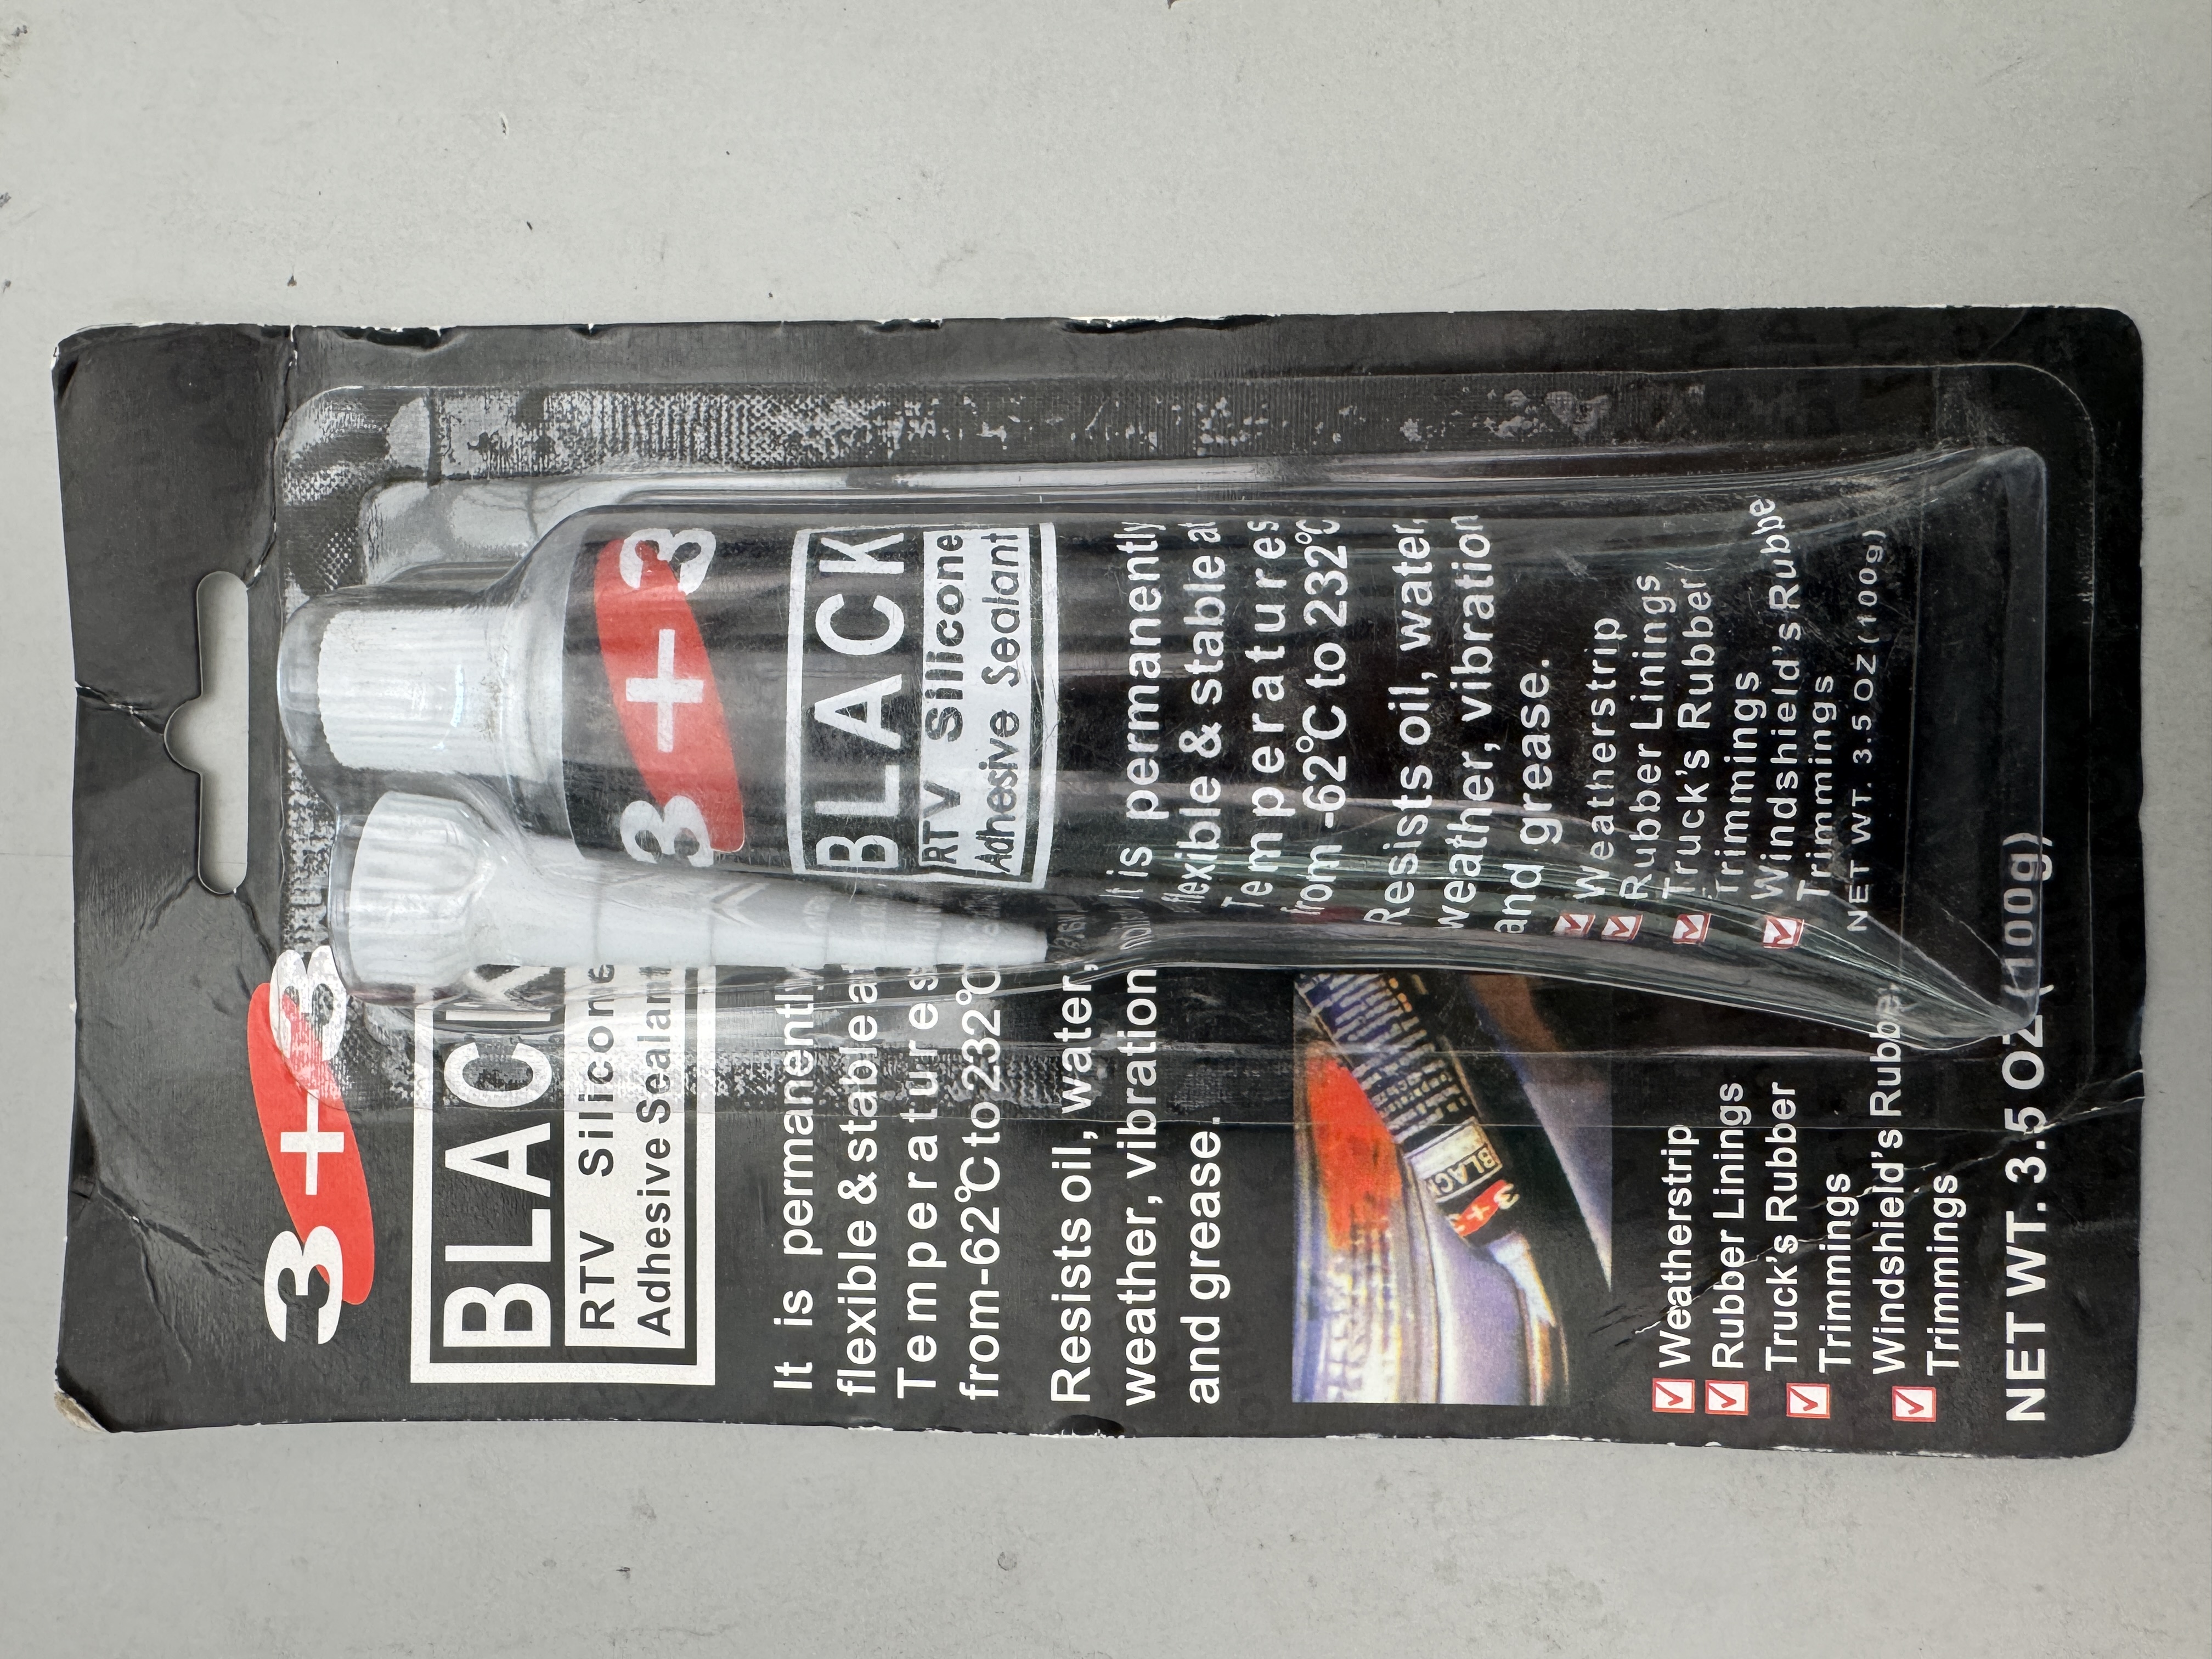 3+3
BLACK
RTV Silicone
Adhesive Sealant
It is permanently
flexible & stable at
Temperatures
from -62℃ to 232℃
Resists oil, water,
weather, vibration
and grease.
Weatherstrip
Rubber Linings
Truck's Rubber
Trimmings
Windshield's Rubbe
Trimmings
NET WT. 3.5OZ(100g)
3+3
BLACK
RTV Silicone
Adhesive Sealant
It is permanently
flexible & stable at
Temperatures
from-62℃ to 232℃
Resists oil, water,
weather, vibration
and grease.
3+3
BLACK
Weatherstrip
Rubber Linings
Truck's Rubber
Trimmings
Windshield's Rubber
Trimmings
NET WT. 3.5 OZ (100g)